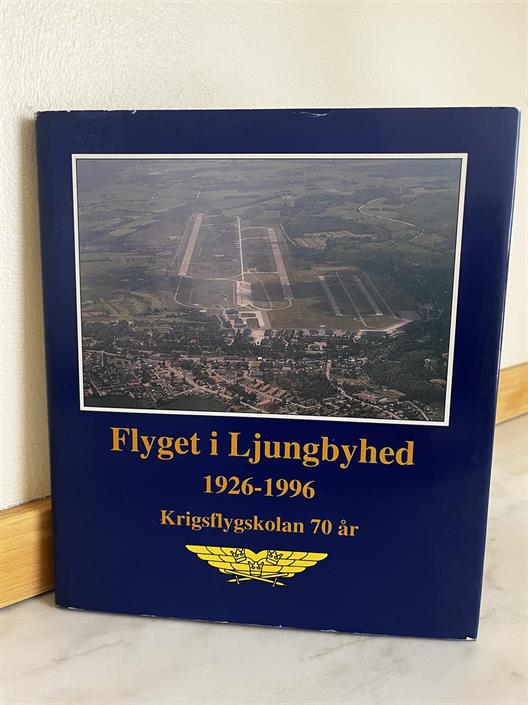 Flyget i Ljungbyhed
1926-1996
Krigsflygskolan 70 år